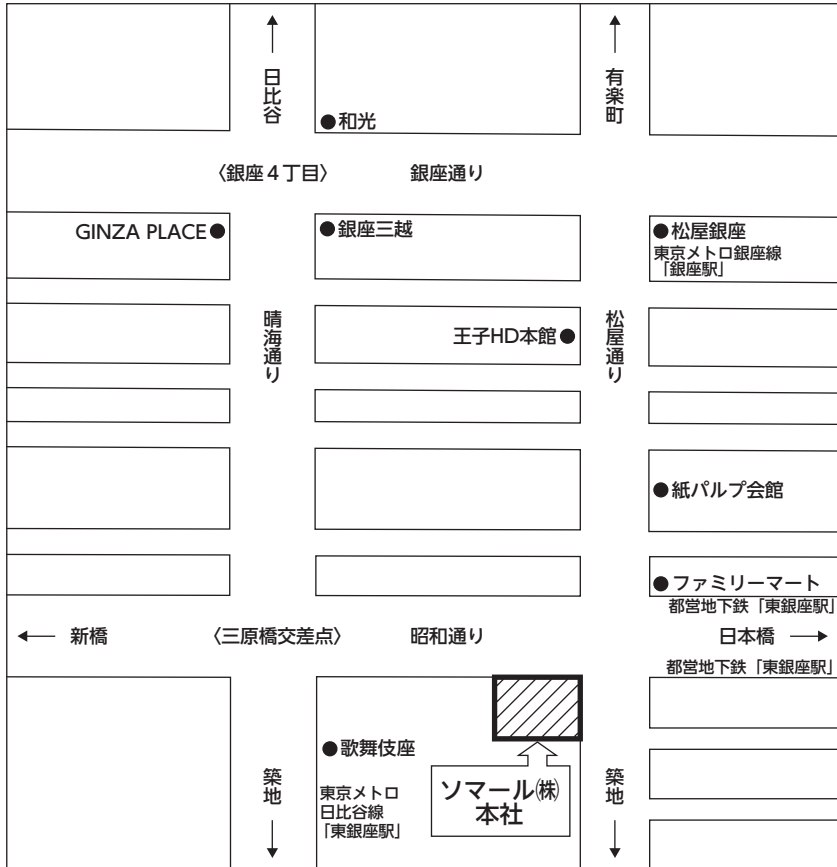 日比谷
有楽町
和光
〈銀座４丁目〉
銀座通り
GINZA PLACE
銀座三越
松屋銀座
東京メトロ銀座線
「銀座駅」
晴海通り
王子HD本館
松屋通り
紙パルプ会館
ファミリーマート
都営地下鉄「東銀座駅」
新橋
〈三原橋交差点〉
昭和通り
日本橋
都営地下鉄「東銀座駅」
歌舞伎座
東京メトロ
日比谷線
「東銀座駅」
築地
ソマール㈱
本社
築地